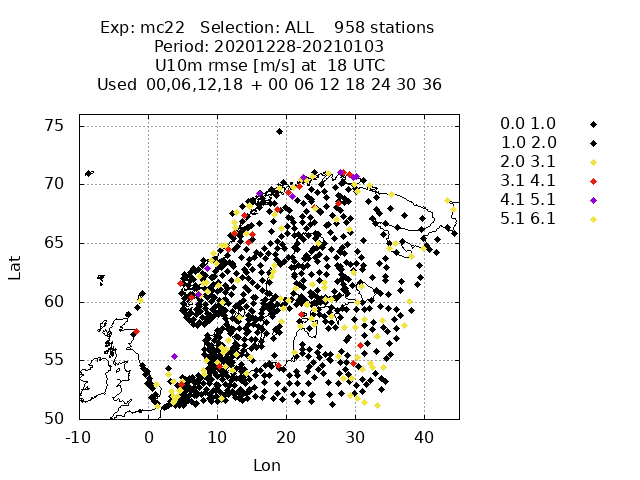 Exp: mc22 Selection: ALL 958 stations
Period: 20201228-20210103
U10m rmse [m/s] at 18 UTC
Used 00,06,12,18 + 00 06 12 18 24 30 36
0.0 1.0
1.0 2.0
2.0 3.1
3.1 4.1
4.1 5.1
5.1 6.1
75
70
65
60
55
50
Lat
-10 0 10 20 30 40
Lon